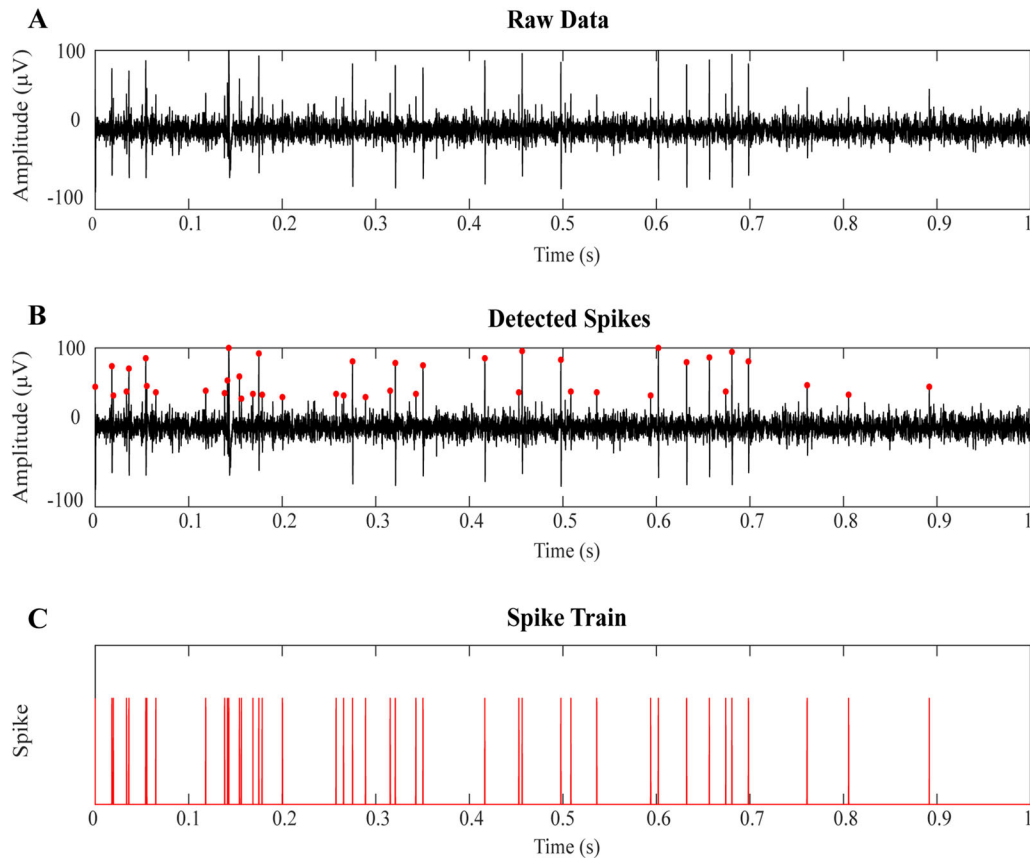 A
Raw Data
Amplitude (µV)
100
0
-100
0 0.1 0.2 0.3 0.4 0.5 0.6 0.7 0.8 0.9 1
Time (s)
B
Detected Spikes
Amplitude (µV)
100
0
-100
0 0.1 0.2 0.3 0.4 0.5 0.6 0.7 0.8 0.9 1
Time (s)
C
Spike Train
Spike
0 0.1 0.2 0.3 0.4 0.5 0.6 0.7 0.8 0.9 1
Time (s)